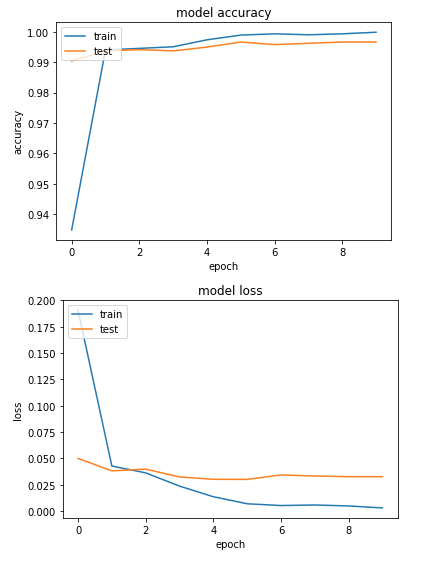 model accuracy
1.00
0.99
0.98
0.97
0.96
0.95
0.94
accuracy
train
test
0 2 4 6 8
epoch
model loss
0.200
0.175
0.150
0.125
0.100
0.075
0.050
0.025
0.000
loss
train
test
0 2 4 6 8
epoch